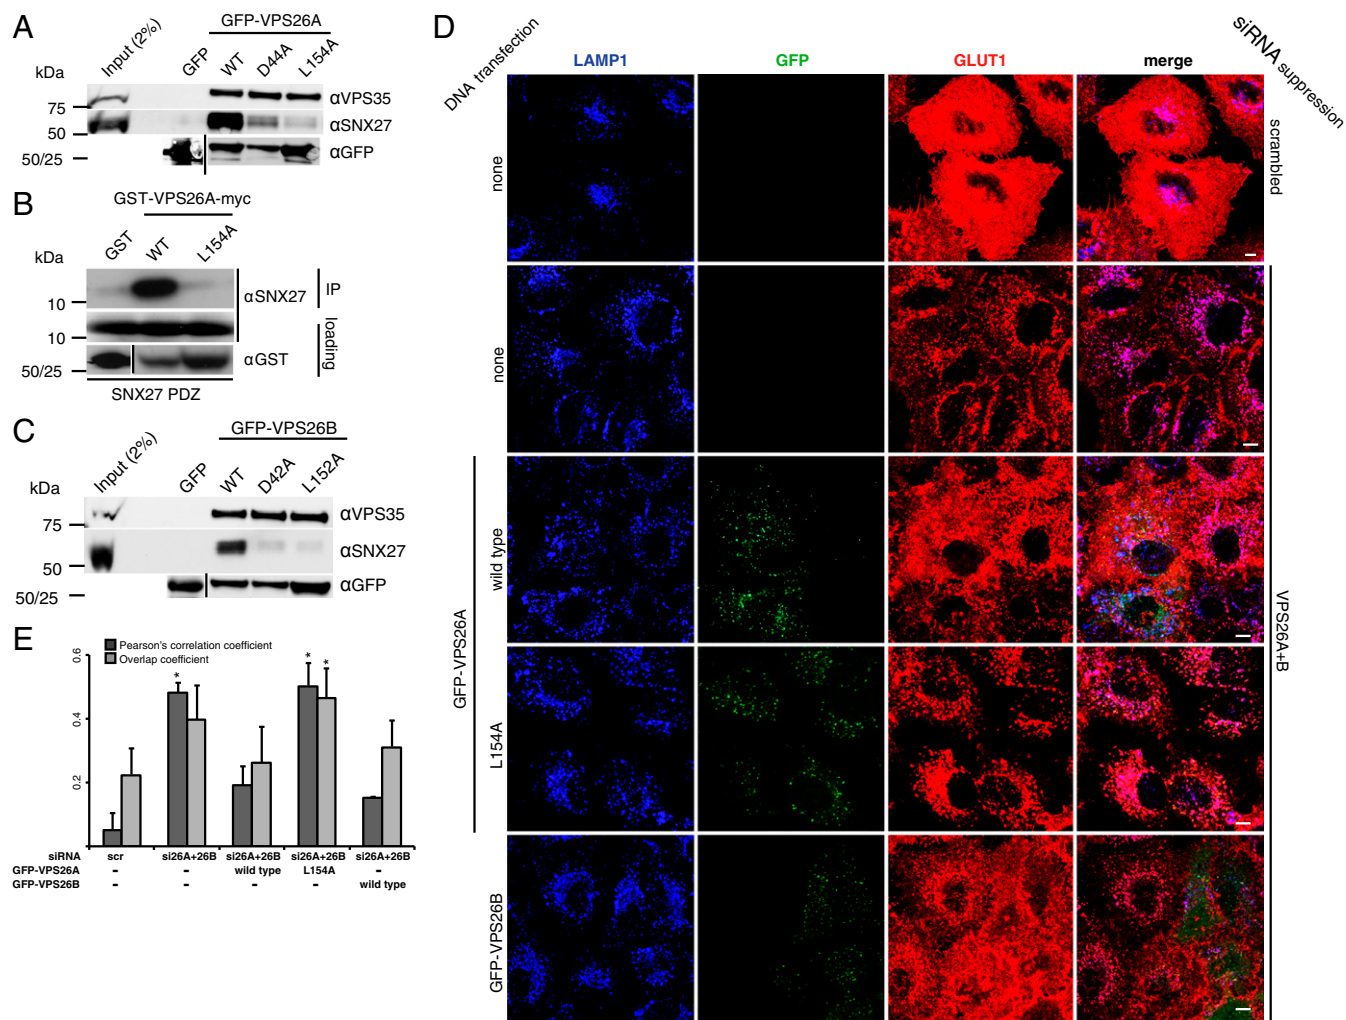 A
GFP-VPS26A
kDa
Input (2%)
GFP
WT
D44A
L154A
75
50
50/25
αVPS35
αSNX27
αGFP
B
GST-VPS26A-myc
kDa
GST
WT
L154A
10
10
50/25
αSNX27
αGST
IP
loading
SNX27 PDZ
C
GFP-VPS26B
kDa
Input (2%)
GFP
WT
D42A
L152A
75
50
50/25
αVPS35
αSNX27
αGFP
D
DNA transfection
LAMP1
GFP
GLUT1
merge
siRNA suppression
none
scrambled
none
GFP-VPS26A
wild type
L154A
GFP-VPS26B
VPS26A+B
E
Pearson's correlation coefficient
Overlap coefficient
0.6
0.4
0.2
* * *
siRNA scr si26A+26B si26A+26B si26A+26B si26A+26B
GFP-VPS26A - - wild type L154A -
GFP-VPS26B - - - - wild type